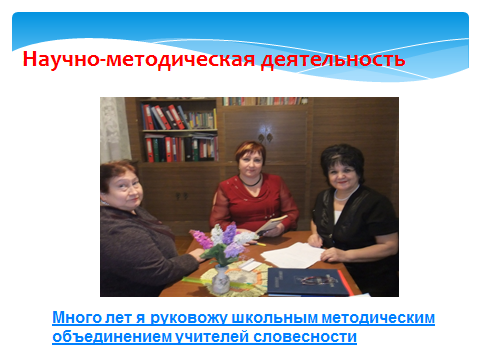 Научно-методическая деятельность
Много лет я руковожу школьным методическим
объединением учителей словесности